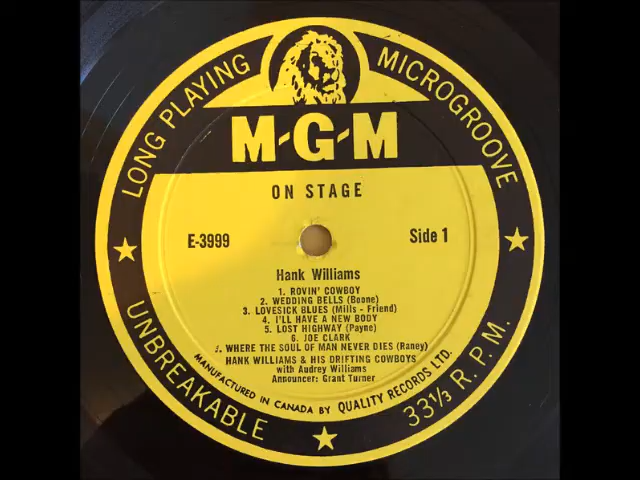 LONG PLAYING MICROGROOVE
M-G-M
ON STAGE
E-3999
Side 1
Hank Williams
1. ROVIN' COWBOY
2. WEDDING BELLS (Boone)
3. LOVESICK BLUES (Mills - Friend)
4. I'LL HAVE A NEW BODY
5. LOST HIGHWAY (Payne)
6. JOE CLARK
. WHERE THE SOUL OF MAN NEVER DIES (Raney)
HANK WILLIAMS & HIS DRIFTING COWBOYS
with Audrey Williams
Announcer: Grant Turner
MANUFACTURED IN CANADA BY QUALITY RECORDS LTD.
UNBREAKABLE
33⅓ R.P.M.